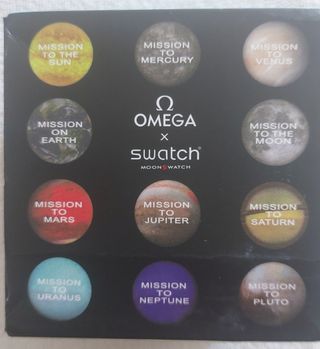 MISSION
TO THE
SUN
MISSION
TO
MERCURY
MISSION
TO
VENUS
MISSION
ON
EARTH
Ω
OMEGA
×
swatch®
MOONSWATCH
MISSION
TO THE
MOON
MISSION
TO
MARS
MISSION
TO
JUPITER
MISSION
TO
SATURN
MISSION
TO
URANUS
MISSION
TO
NEPTUNE
MISSION
TO
PLUTO